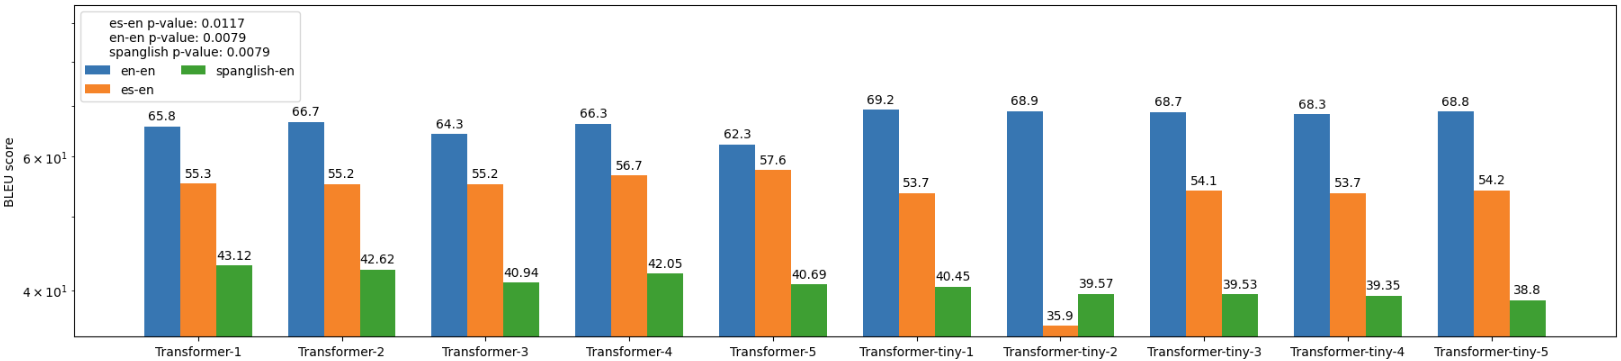 es-en p-value: 0.0117
en-en p-value: 0.0079
spanglish p-value: 0.0079
en-en
spanglish-en
es-en
BLEU score
6 × 10¹
4 × 10¹
65.8
55.3
43.12
66.7
55.2
42.62
64.3
55.2
40.94
66.3
56.7
42.05
62.3
57.6
40.69
69.2
53.7
40.45
68.9
35.9
39.57
68.7
54.1
39.53
68.3
53.7
39.35
68.8
54.2
38.8
Transformer-1
Transformer-2
Transformer-3
Transformer-4
Transformer-5
Transformer-tiny-1
Transformer-tiny-2
Transformer-tiny-3
Transformer-tiny-4
Transformer-tiny-5